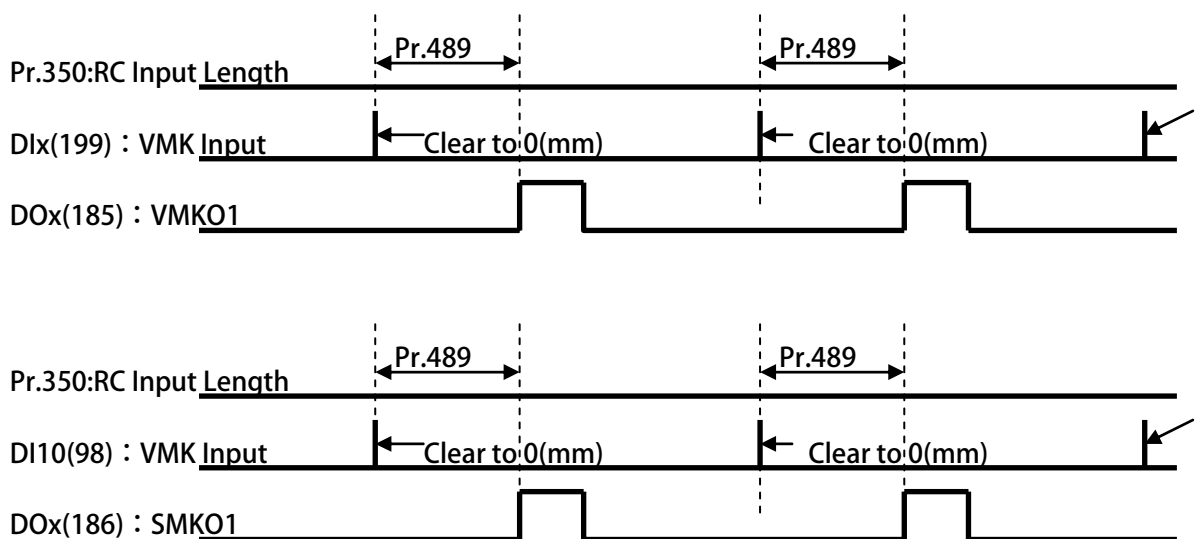 Pr.489 Pr.489
Pr.350:RC Input Length
DIx(199):VMK Input Clear to 0(mm) Clear to 0(mm)
DOx(185):VMKO1
Pr.489 Pr.489
Pr.350:RC Input Length
DI10(98):VMK Input Clear to 0(mm) Clear to 0(mm)
DOx(186):SMKO1